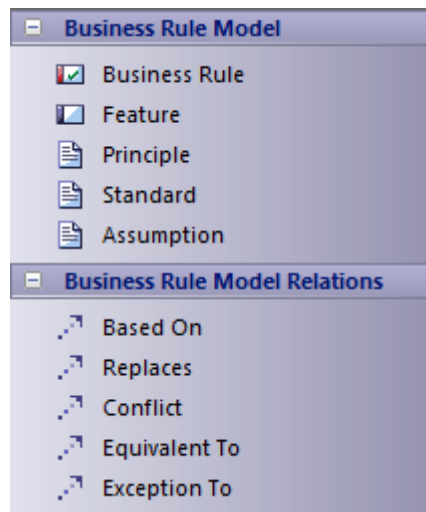 Business Rule Model
Business Rule
Feature
Principle
Standard
Assumption
Business Rule Model Relations
Based On
Replaces
Conflict
Equivalent To
Exception To